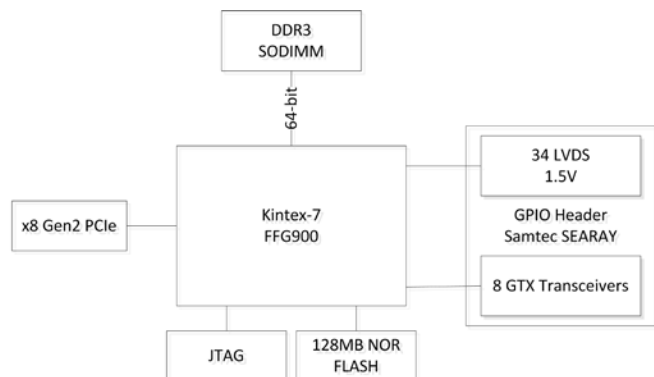 DDR3
SODIMM
64-bit
Kintex-7
FFG900
x8 Gen2 PCIe
34 LVDS
1.5V
GPIO Header
Samtec SEARAY
8 GTX Transceivers
JTAG
128MB NOR
FLASH